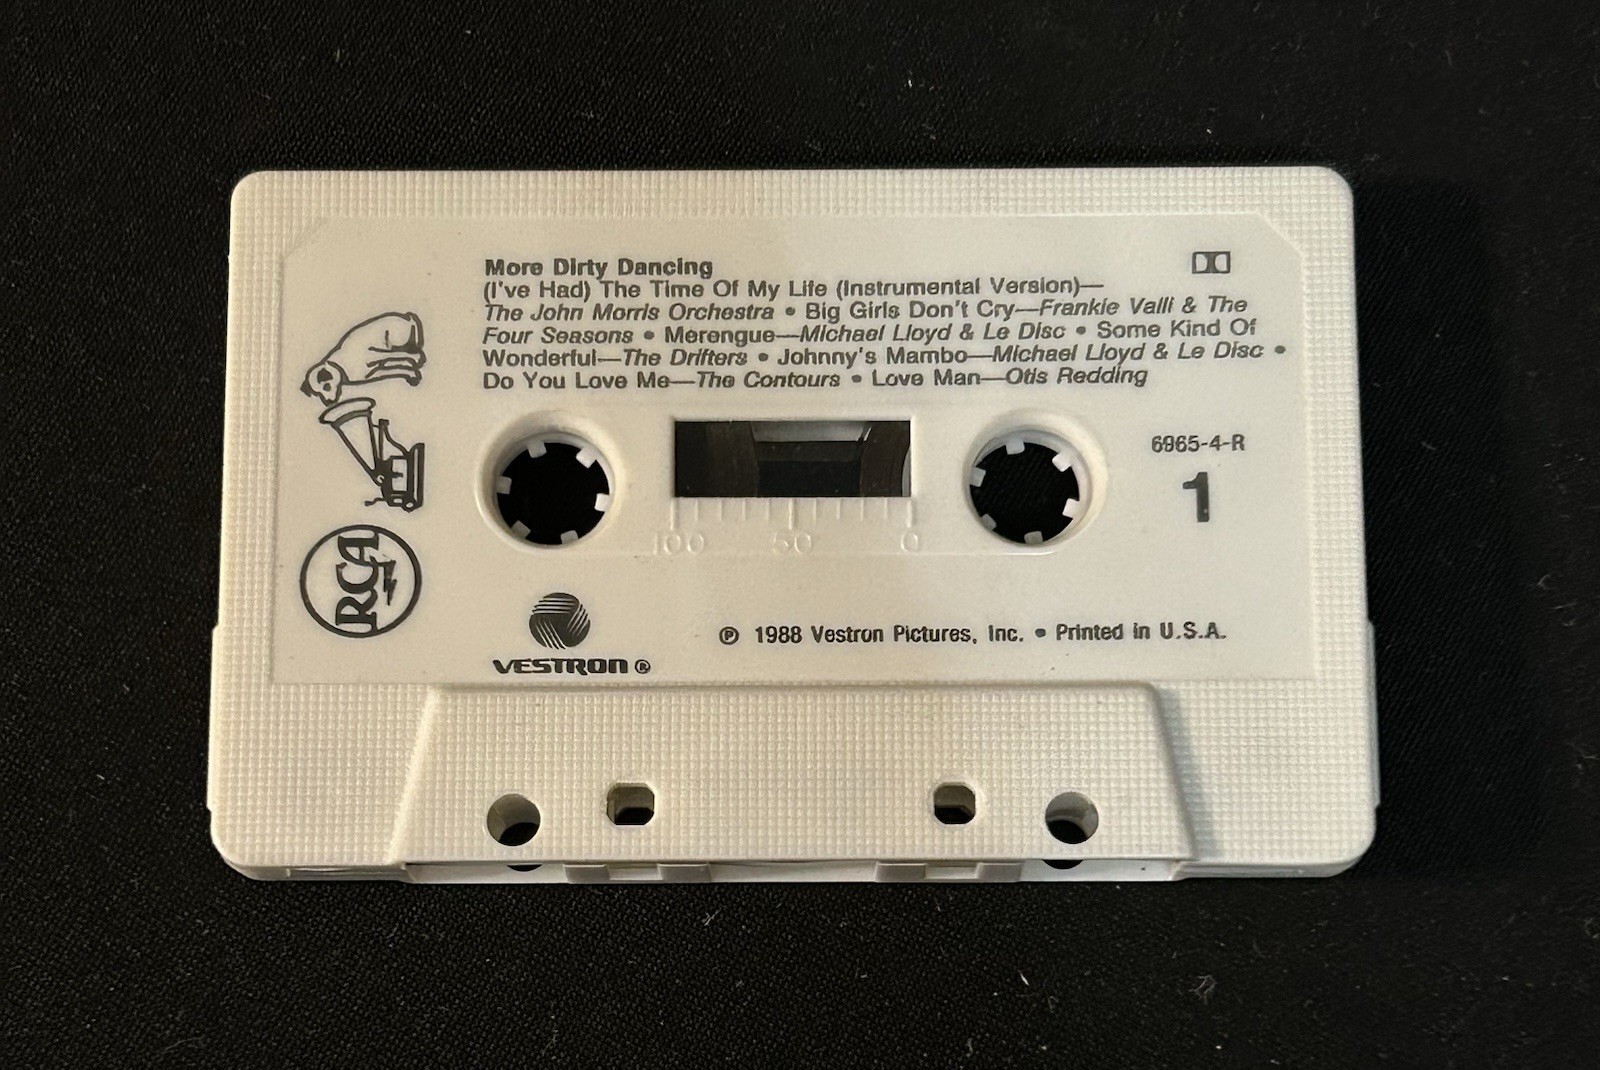 More Dirty Dancing
(I've Had) The Time Of My Life (Instrumental Version)—
The John Morris Orchestra • Big Girls Don't Cry—Frankie Valli & The
Four Seasons • Merengue—Michael Lloyd & Le Disc • Some Kind Of
Wonderful—The Drifters • Johnny's Mambo—Michael Lloyd & Le Disc •
Do You Love Me—The Contours • Love Man—Otis Redding
6965-4-R
1
100 50 0
RCA
VESTRON ®
℗ 1988 Vestron Pictures, Inc. • Printed in U.S.A.